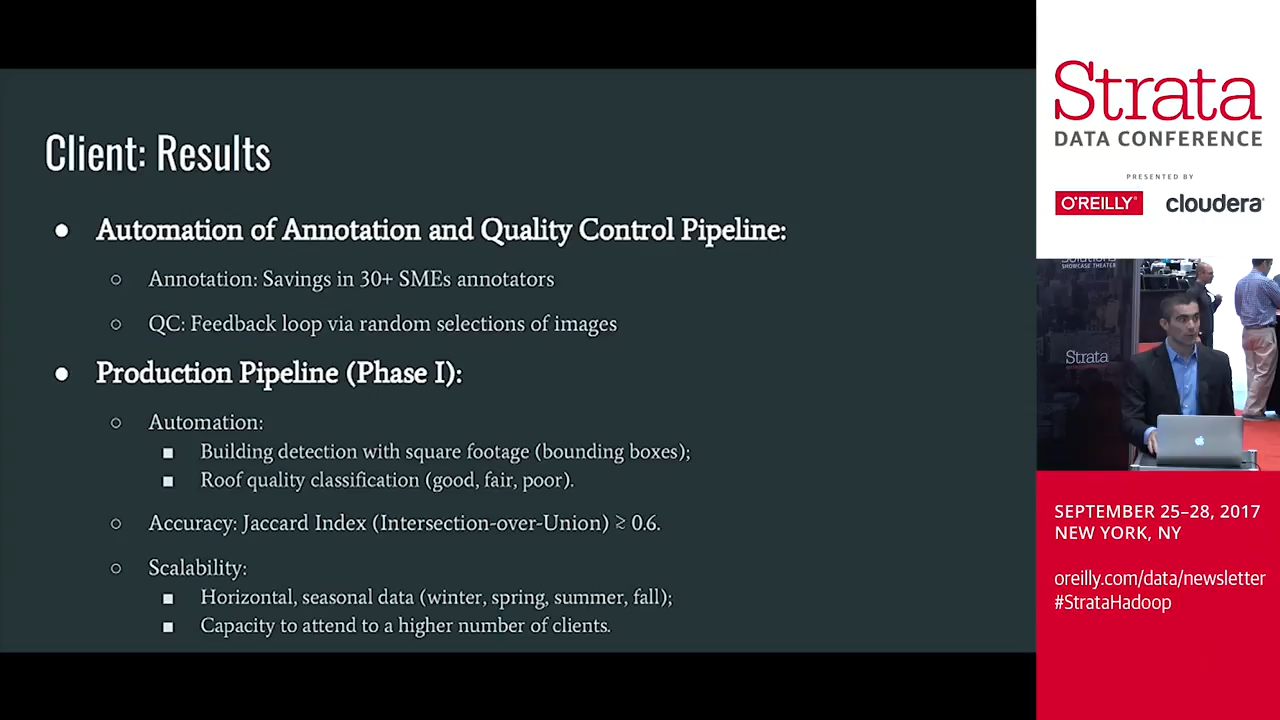 Client: Results
● Automation of Annotation and Quality Control Pipeline:
○ Annotation: Savings in 30+ SMEs annotators
○ QC: Feedback loop via random selections of images
● Production Pipeline (Phase I):
○ Automation:
■ Building detection with square footage (bounding boxes);
■ Roof quality classification (good, fair, poor).
○ Accuracy: Jaccard Index (Intersection-over-Union) ≥ 0.6.
○ Scalability:
■ Horizontal, seasonal data (winter, spring, summer, fall);
■ Capacity to attend to a higher number of clients.
Strata
DATA CONFERENCE
PRESENTED BY
O'REILLY® cloudera®
Solutions
SHOWCASE THEATER
Strata
SEPTEMBER 25–28, 2017
NEW YORK, NY
oreilly.com/data/newsletter
#StrataHadoop